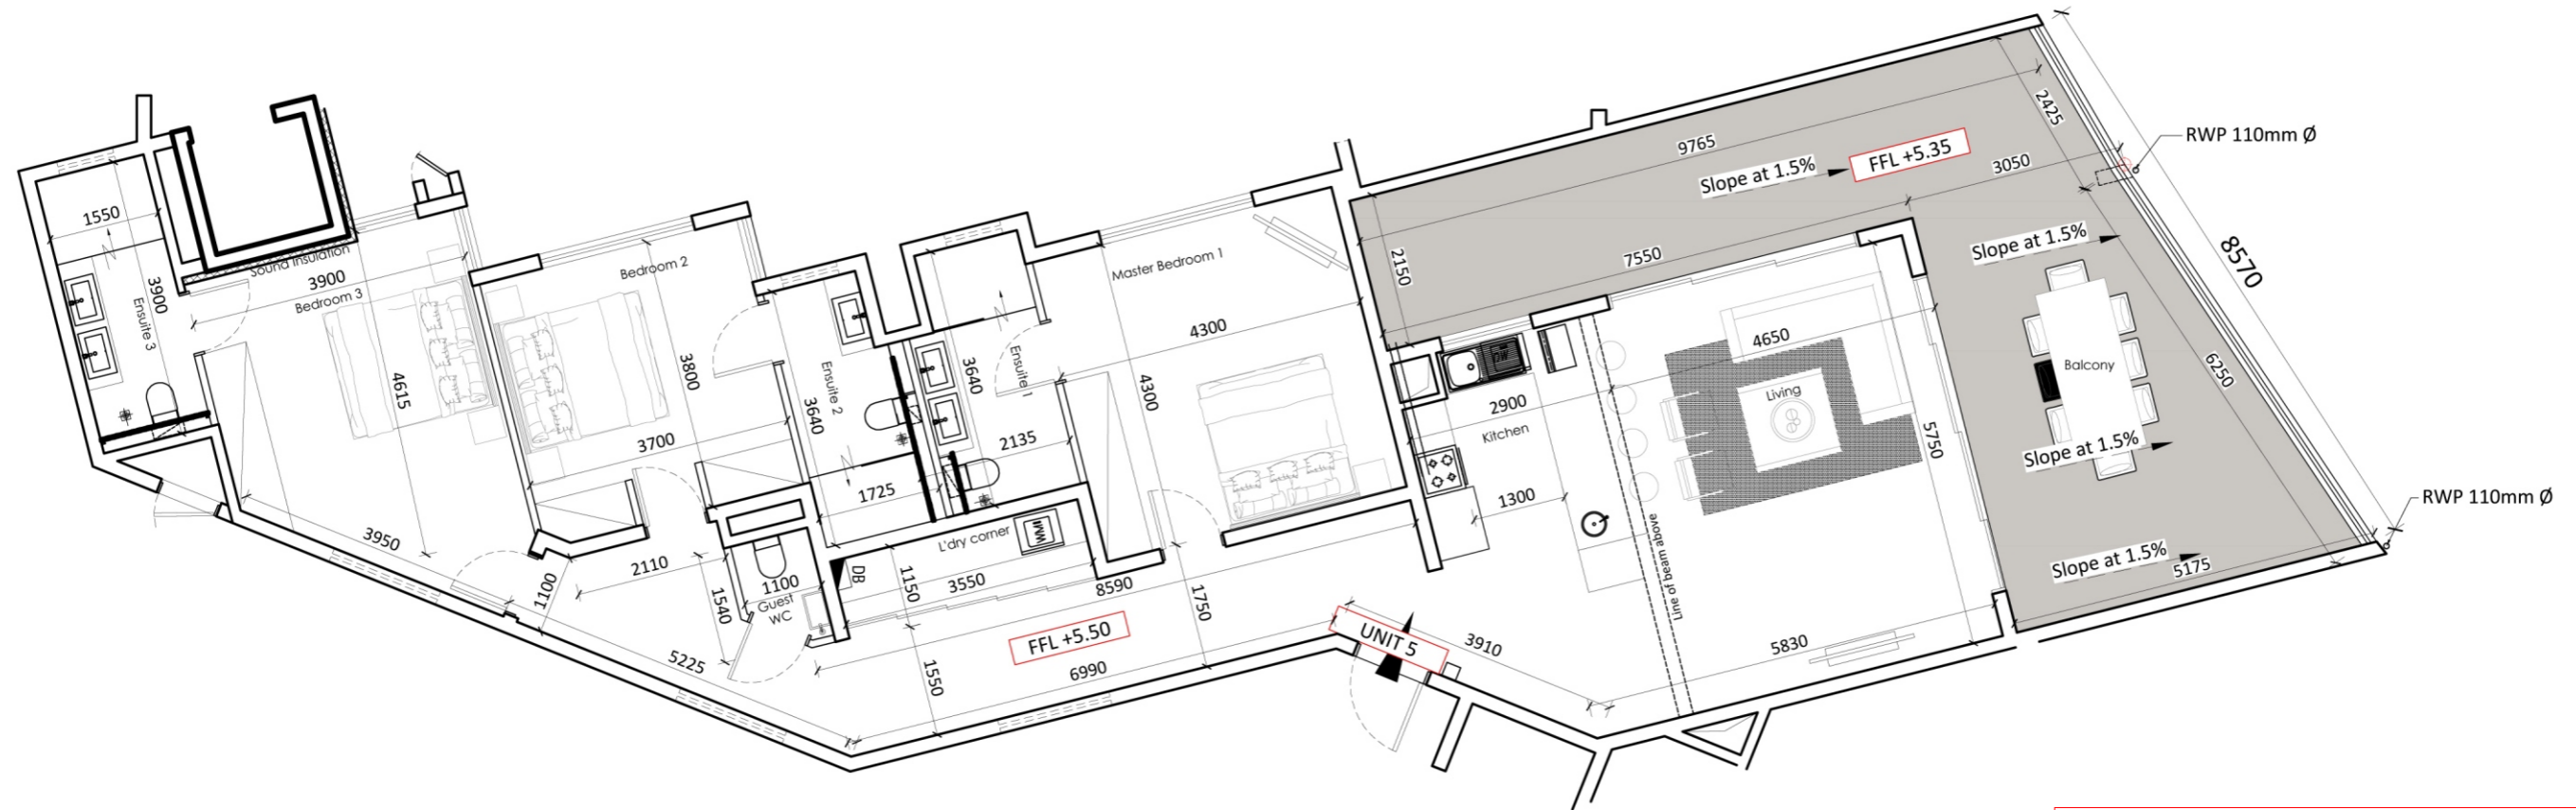 1550
3900
Ensuite 3
Sound Insulation
3900
Bedroom 3
4615
3950
1100
Bedroom 2
3800
3700
2110
1540
1100
Guest
WC
5225
Ensuite 2
3640
1725
DB
L'dry corner
WM
1150
3550
8590
1750
FFL +5.50
1550
6990
Ensuite 1
3640
2135
Master Bedroom 1
4300
4300
UNIT 5
3910
2150
9765
Slope at 1.5%
FFL +5.35
7550
3050
2425
RWP 110mm Ø
8570
DW
2900
Kitchen
1300
Line of beam above
4650
Living
5750
5830
Slope at 1.5%
Balcony
6250
Slope at 1.5%
Slope at 1.5%
5175
RWP 110mm Ø